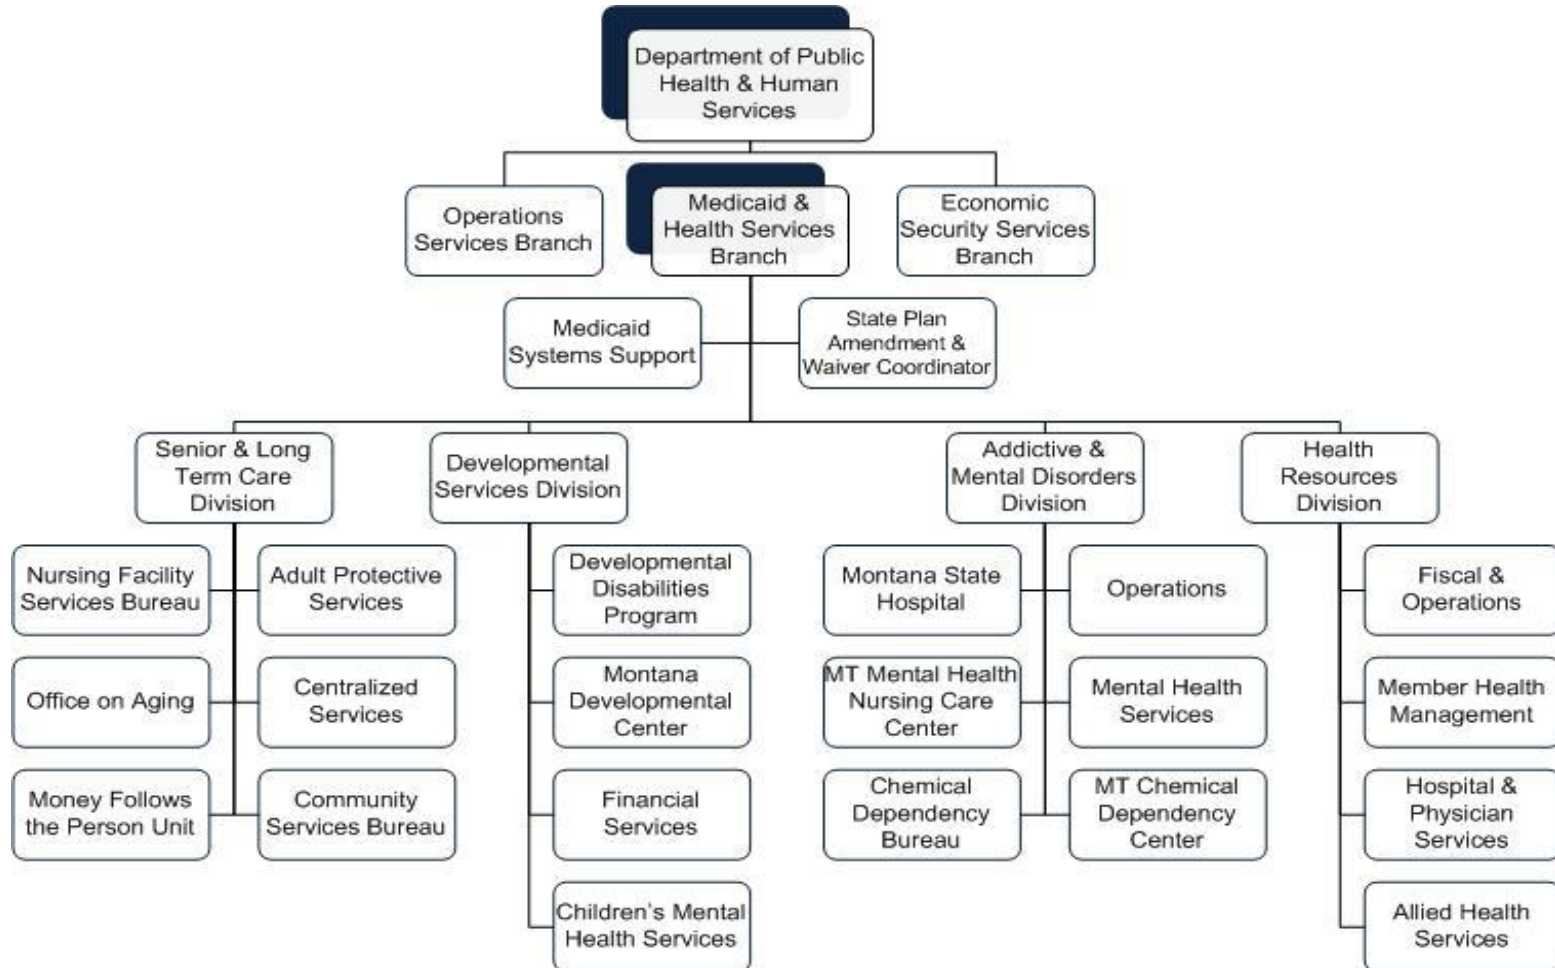 Department of Public
Health & Human
Services
Operations
Services Branch
Medicaid &
Health Services
Branch
Economic
Security Services
Branch
Medicaid
Systems Support
State Plan
Amendment &
Waiver Coordinator
Senior & Long
Term Care
Division
Developmental
Services Division
Addictive &
Mental Disorders
Division
Health
Resources
Division
Nursing Facility
Services Bureau
Adult Protective
Services
Office on Aging
Centralized
Services
Money Follows
the Person Unit
Community
Services Bureau
Developmental
Disabilities
Program
Montana
Developmental
Center
Financial
Services
Children's Mental
Health Services
Montana State
Hospital
Operations
MT Mental Health
Nursing Care
Center
Mental Health
Services
Chemical
Dependency
Bureau
MT Chemical
Dependency
Center
Fiscal &
Operations
Member Health
Management
Hospital &
Physician
Services
Allied Health
Services